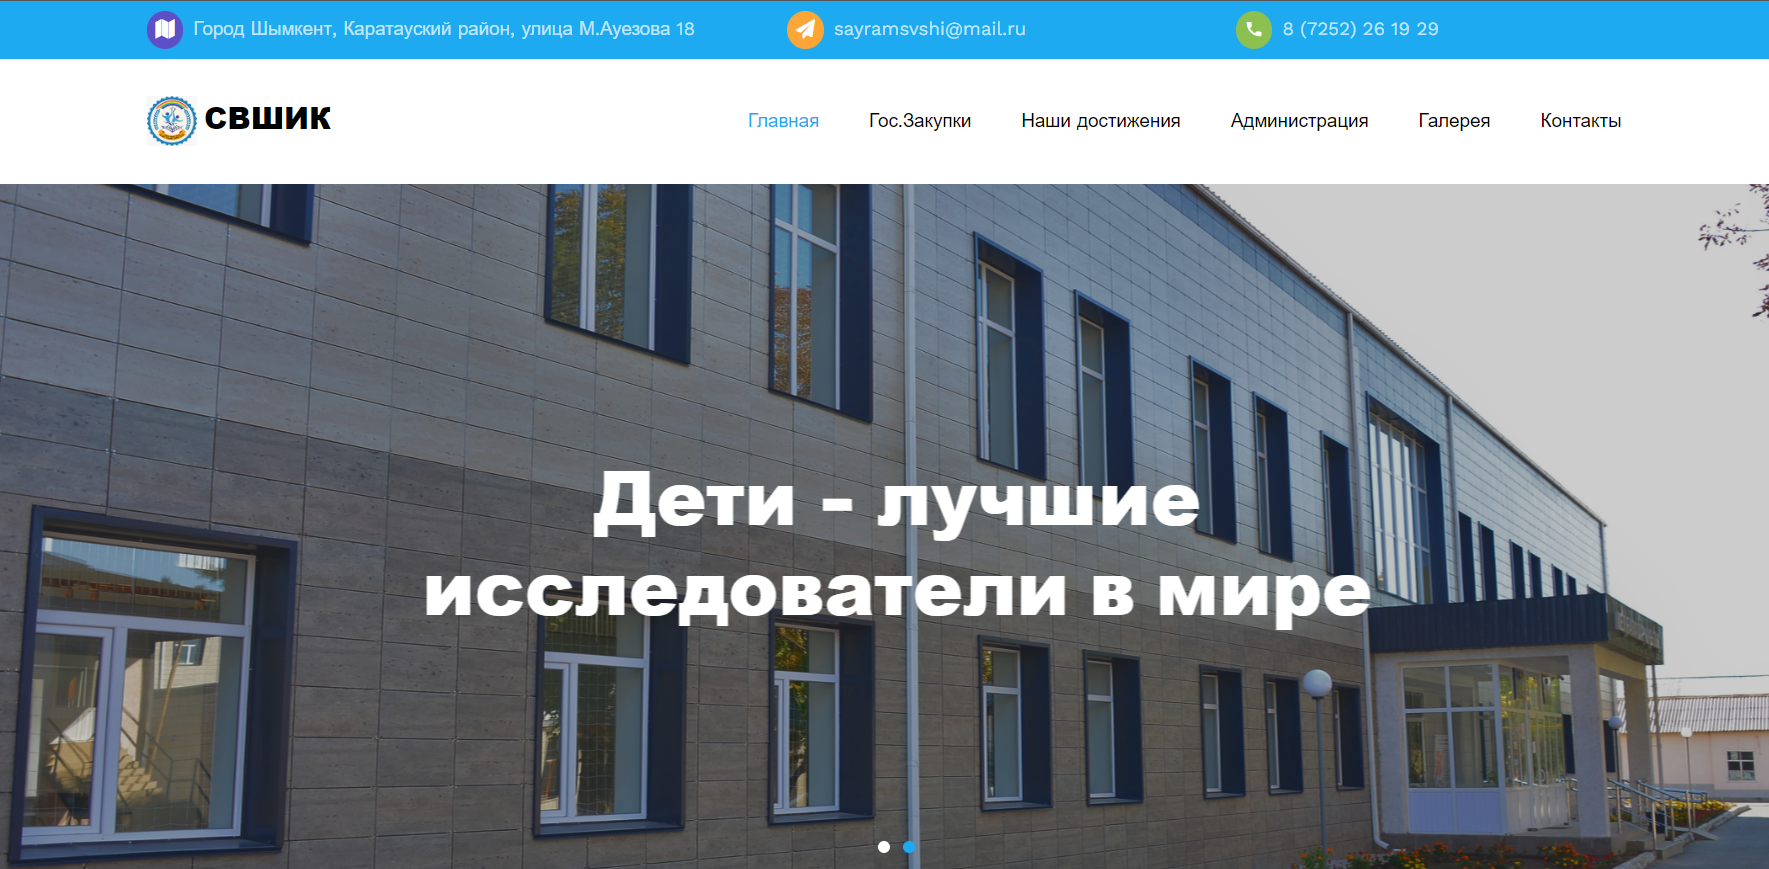 Город Шымкент, Каратауский район, улица М.Ауезова 18
sayramsvshi@mail.ru
8 (7252) 26 19 29
СВШИК
Главная
Гос.Закупки
Наши достижения
Администрация
Галерея
Контакты
Дети - лучшие
исследователи в мире